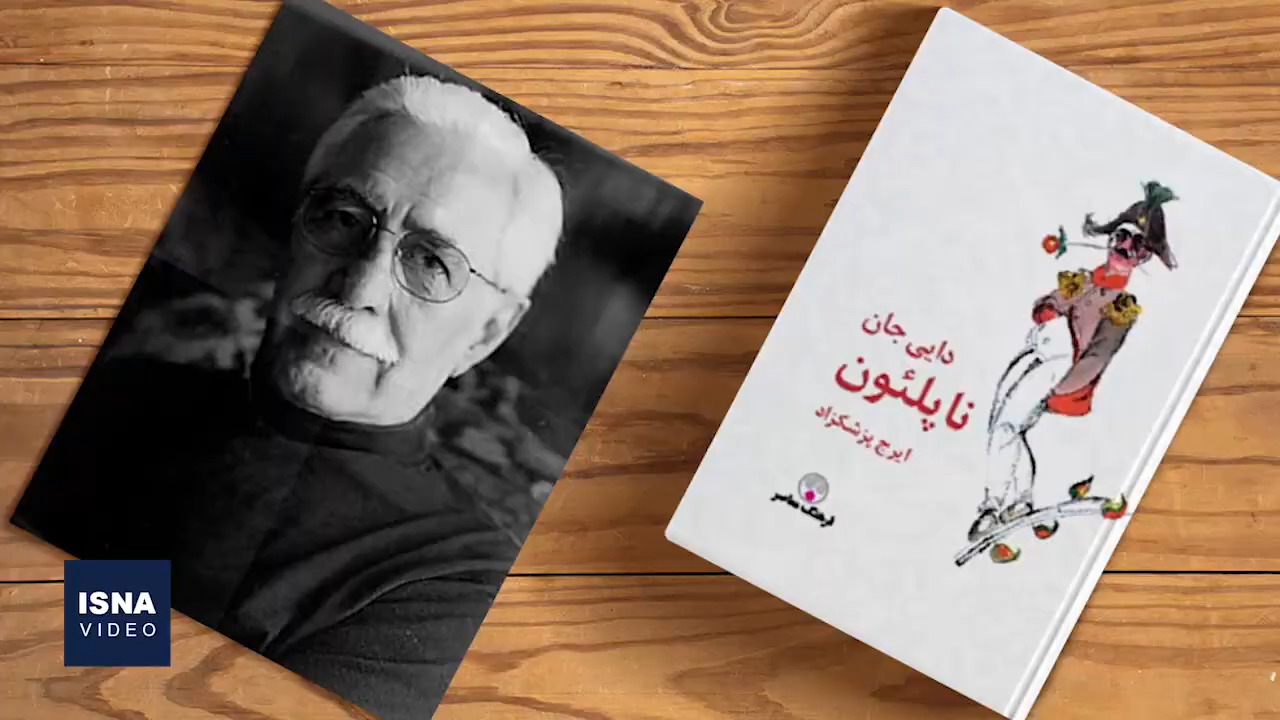 دایی جان
ناپلئون
ایرج پزشکزاد
فرهنگ معاصر
ISNA
VIDEO